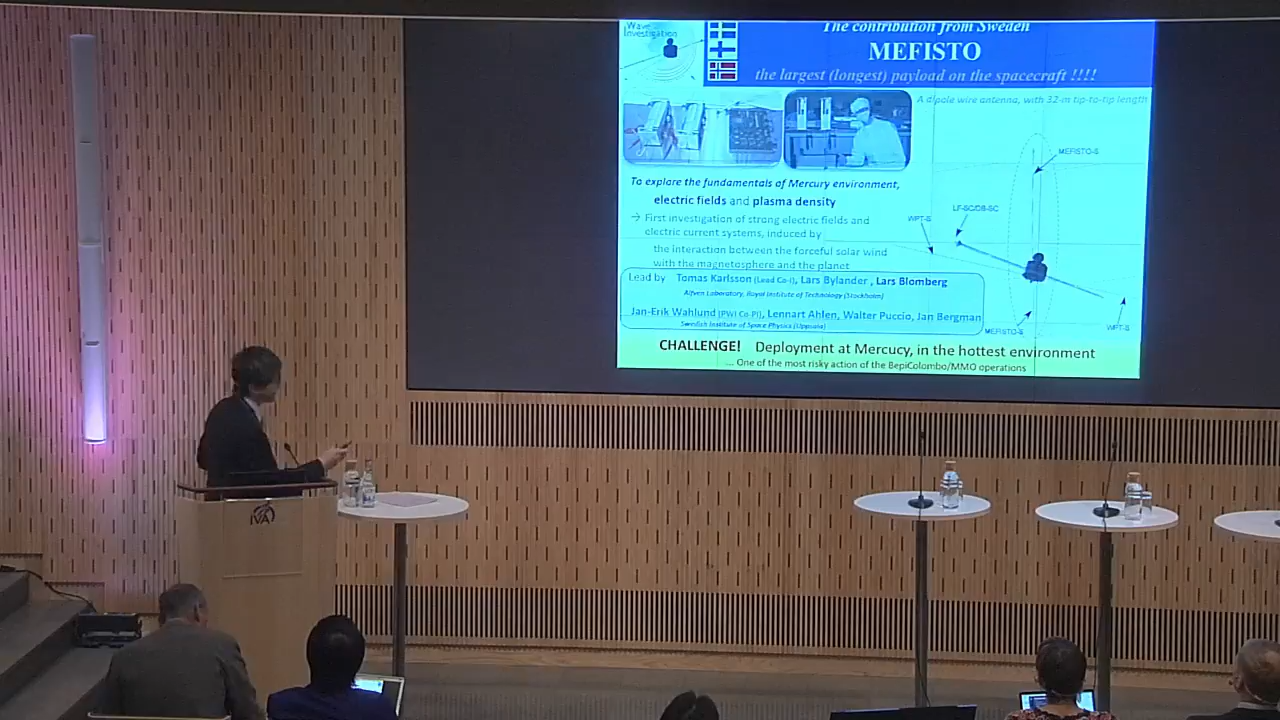 Wave
Investigation
The contribution from Sweden
MEFISTO
the largest (longest) payload on the spacecraft !!!!
A dipole wire antenna, with 32-m tip-to-tip length
MEFISTO-S
LF-SC/DB-SC
WPT-S
To explore the fundamentals of Mercury environment,
electric fields and plasma density
→ First investigation of strong electric fields and
electric current systems, induced by
the interaction between the forceful solar wind
with the magnetosphere and the planet
Lead by Tomas Karlsson (Lead Co-I), Lars Bylander , Lars Blomberg
Alfven Laboratory, Royal Institute of Technology (Stockholm)
Jan-Erik Wahlund (PWI Co-PI), Lennart Ahlen, Walter Puccio, Jan Bergman
Swedish Institute of Space Physics (Uppsala)
MEFISTO-S
WPT-S
CHALLENGE! Deployment at Mercucy, in the hottest environment
... One of the most risky action of the BepiColombo/MMO operations
IVA